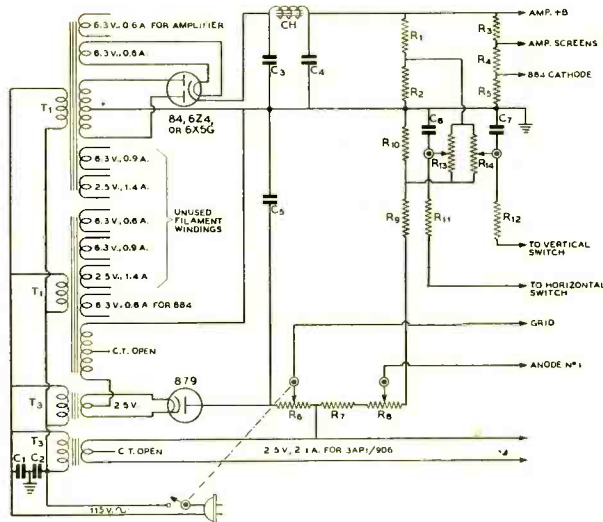 6.3 V.,0.6 A. FOR AMPLIFIER
6.3 V.,0.6 A.
CH
C3
C4
84, 6Z4,
OR 6X5G
T1
6.3 V., 0.9 A.
2.5 V., 1.4 A.
6.3 V., 0.6 A.
6.3 V., 0.9 A.
2.5 V., 1.4 A
6.3 V., 0.6 A FOR 884
UNUSED
FILAMENT
WINDINGS
T1
C.T. OPEN
C5
879
T3
2.5 V.
T3
C.T. OPEN
C1
C2
115 V.
2.5 V., 2.1 A. FOR 3AP1/906
R1
R2
R3
R4
R5
AMP. +B
AMP. SCREENS
884 CATHODE
C6
C7
R10
R13
R14
R9
R11
R12
TO VERTICAL
SWITCH
TO HORIZONTAL
SWITCH
GRID
ANODE Nº 1
R6
R7
R8